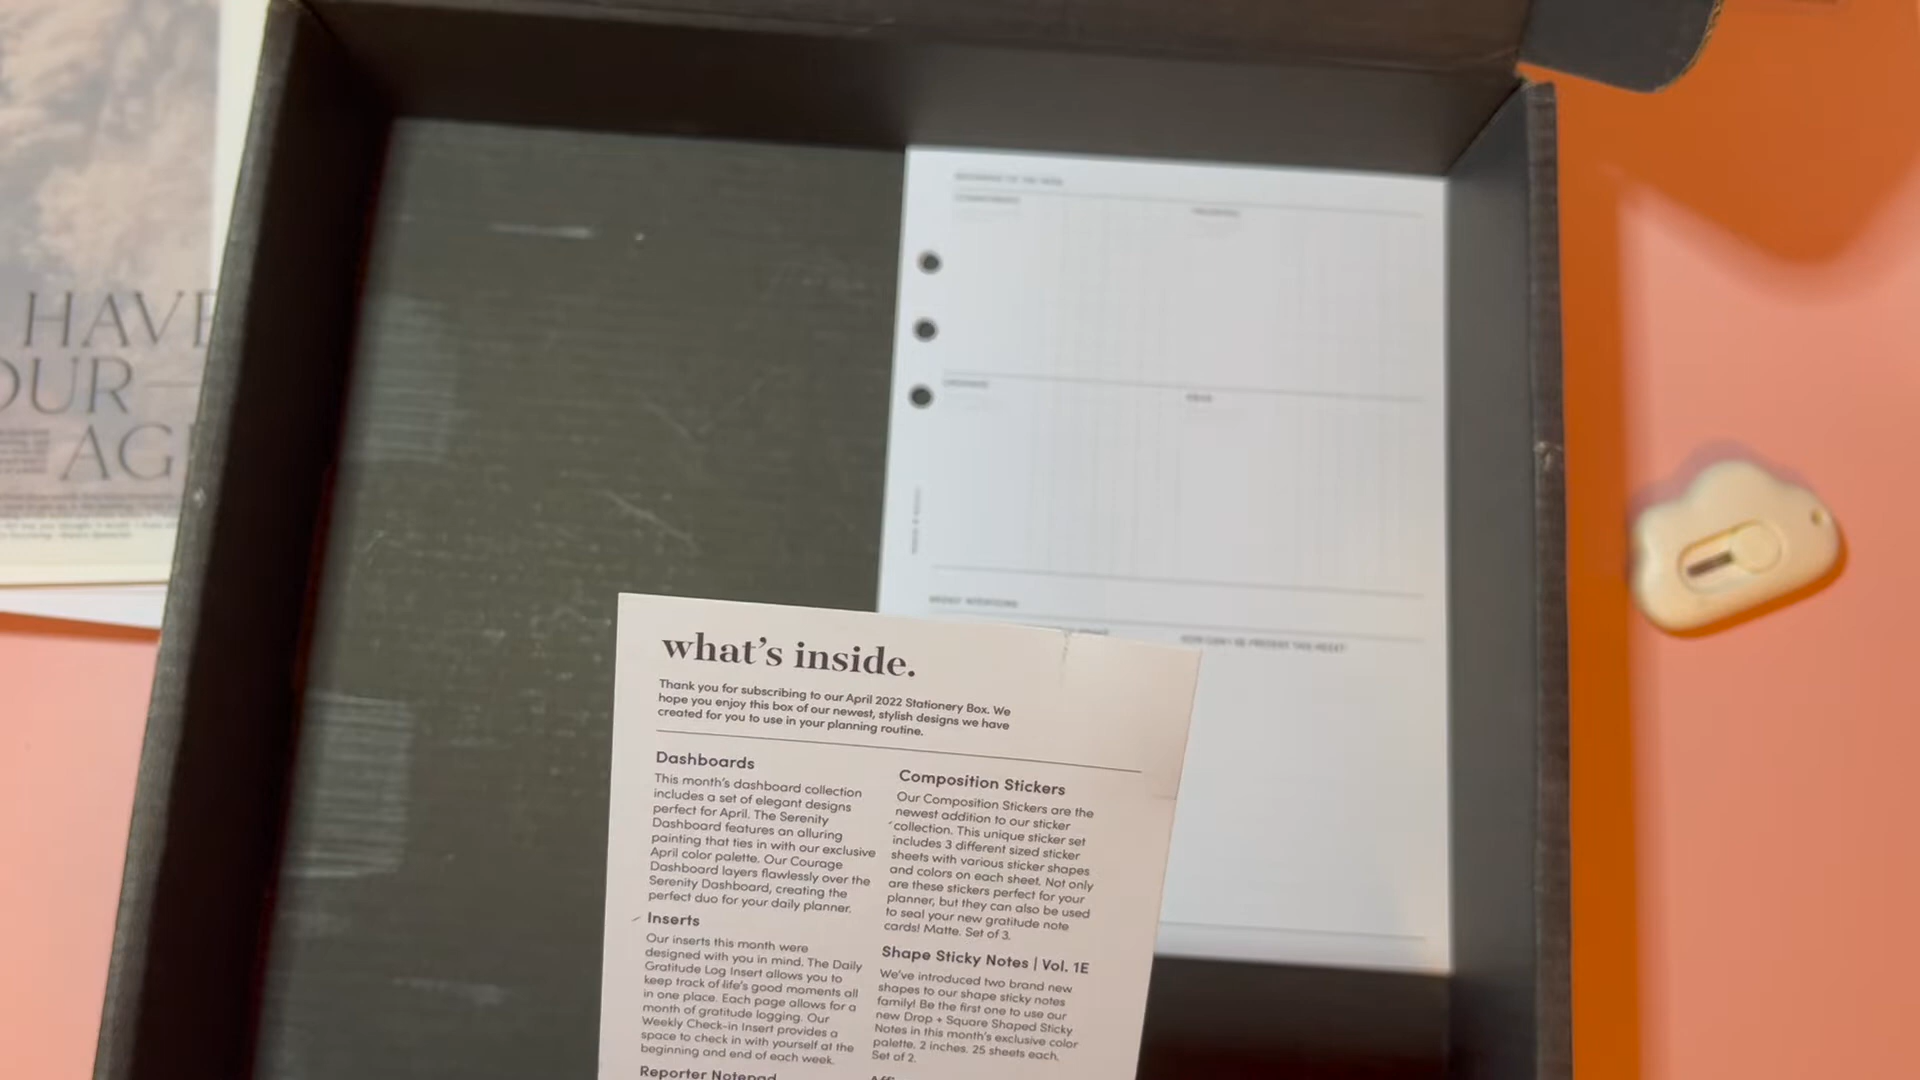 HAVE
OUR
AG
what's inside.
Thank you for subscribing to our April 2022 Stationery Box. We
hope you enjoy this box of our newest, stylish designs we have
created for you to use in your planning routine.
Dashboards
This month's dashboard collection
includes a set of elegant designs
perfect for April. The Serenity
Dashboard features an alluring
painting that ties in with our exclusive
April color palette. Our Courage
Dashboard layers flawlessly over the
Serenity Dashboard, creating the
perfect duo for your daily planner.
Inserts
Our inserts this month were
designed with you in mind. The Daily
Gratitude Log Insert allows you to
keep track of life's good moments all
in one place. Each page allows for a
month of gratitude logging. Our
Weekly Check-in Insert provides a
space to check in with yourself at the
beginning and end of each week.
Reporter Notepad
Composition Stickers
Our Composition Stickers are the
newest addition to our sticker
collection. This unique sticker set
includes 3 different sized sticker
sheets with various sticker shapes
and colors on each sheet. Not only
are these stickers perfect for your
planner, but they can also be used
to seal your new gratitude note
cards! Matte. Set of 3.
Shape Sticky Notes | Vol. 1E
We've introduced two brand new
shapes to our shape sticky notes
family! Be the first one to use our
new Drop + Square Shaped Sticky
Notes in this month's exclusive color
palette. 2 inches. 25 sheets each.
Set of 2.